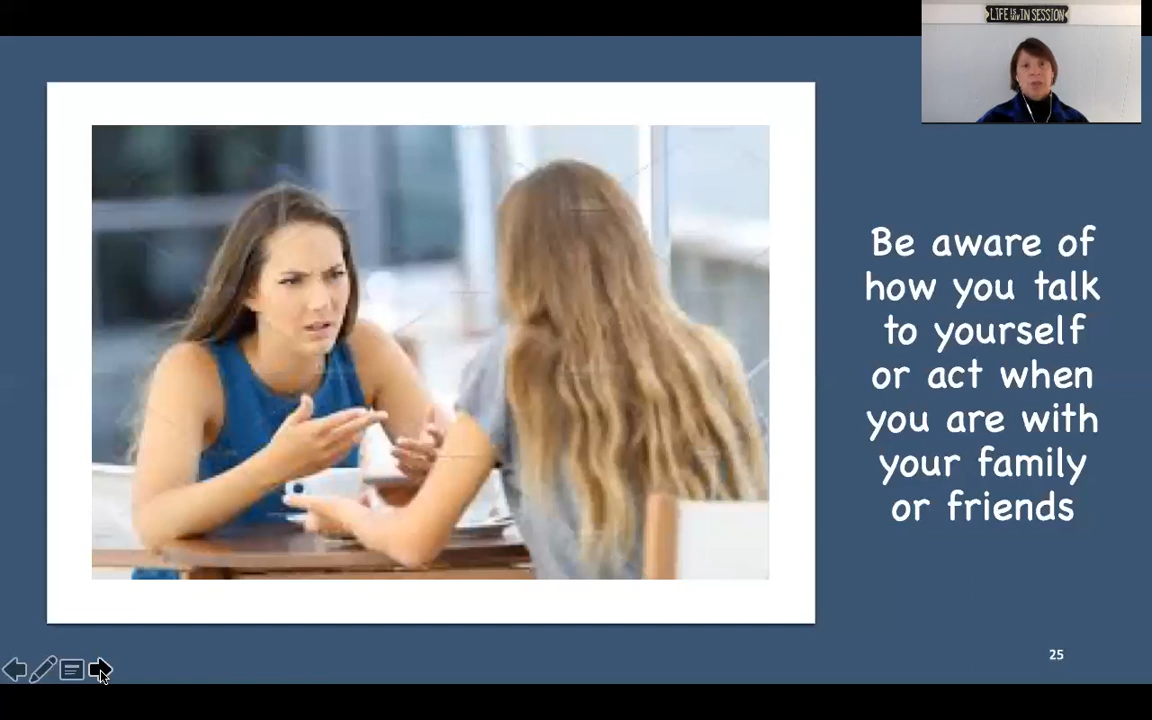 LIFE IS IN SESSION
Be aware of
how you talk
to yourself
or act when
you are with
your family
or friends
25